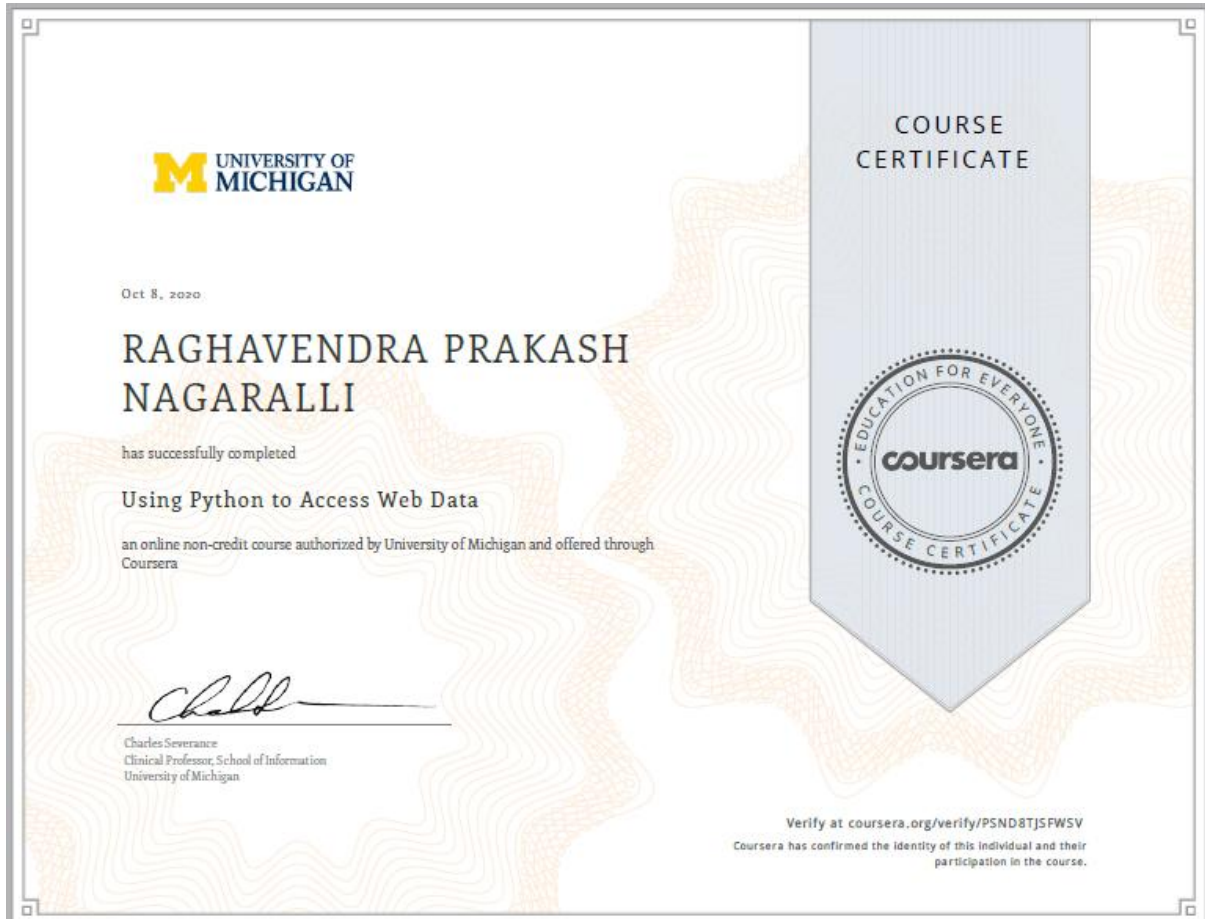 UNIVERSITY OF
MICHIGAN
COURSE
CERTIFICATE
Oct 8, 2020
RAGHAVENDRA PRAKASH
NAGARALLI
has successfully completed
Using Python to Access Web Data
an online non-credit course authorized by University of Michigan and offered through
Coursera
EDUCATION FOR EVERYONE
coursera
COURSE CERTIFICATE
Charles Severance
Clinical Professor, School of Information
University of Michigan
Verify at coursera.org/verify/PSND8TJSFWSV
Coursera has confirmed the identity of this individual and their
participation in the course.